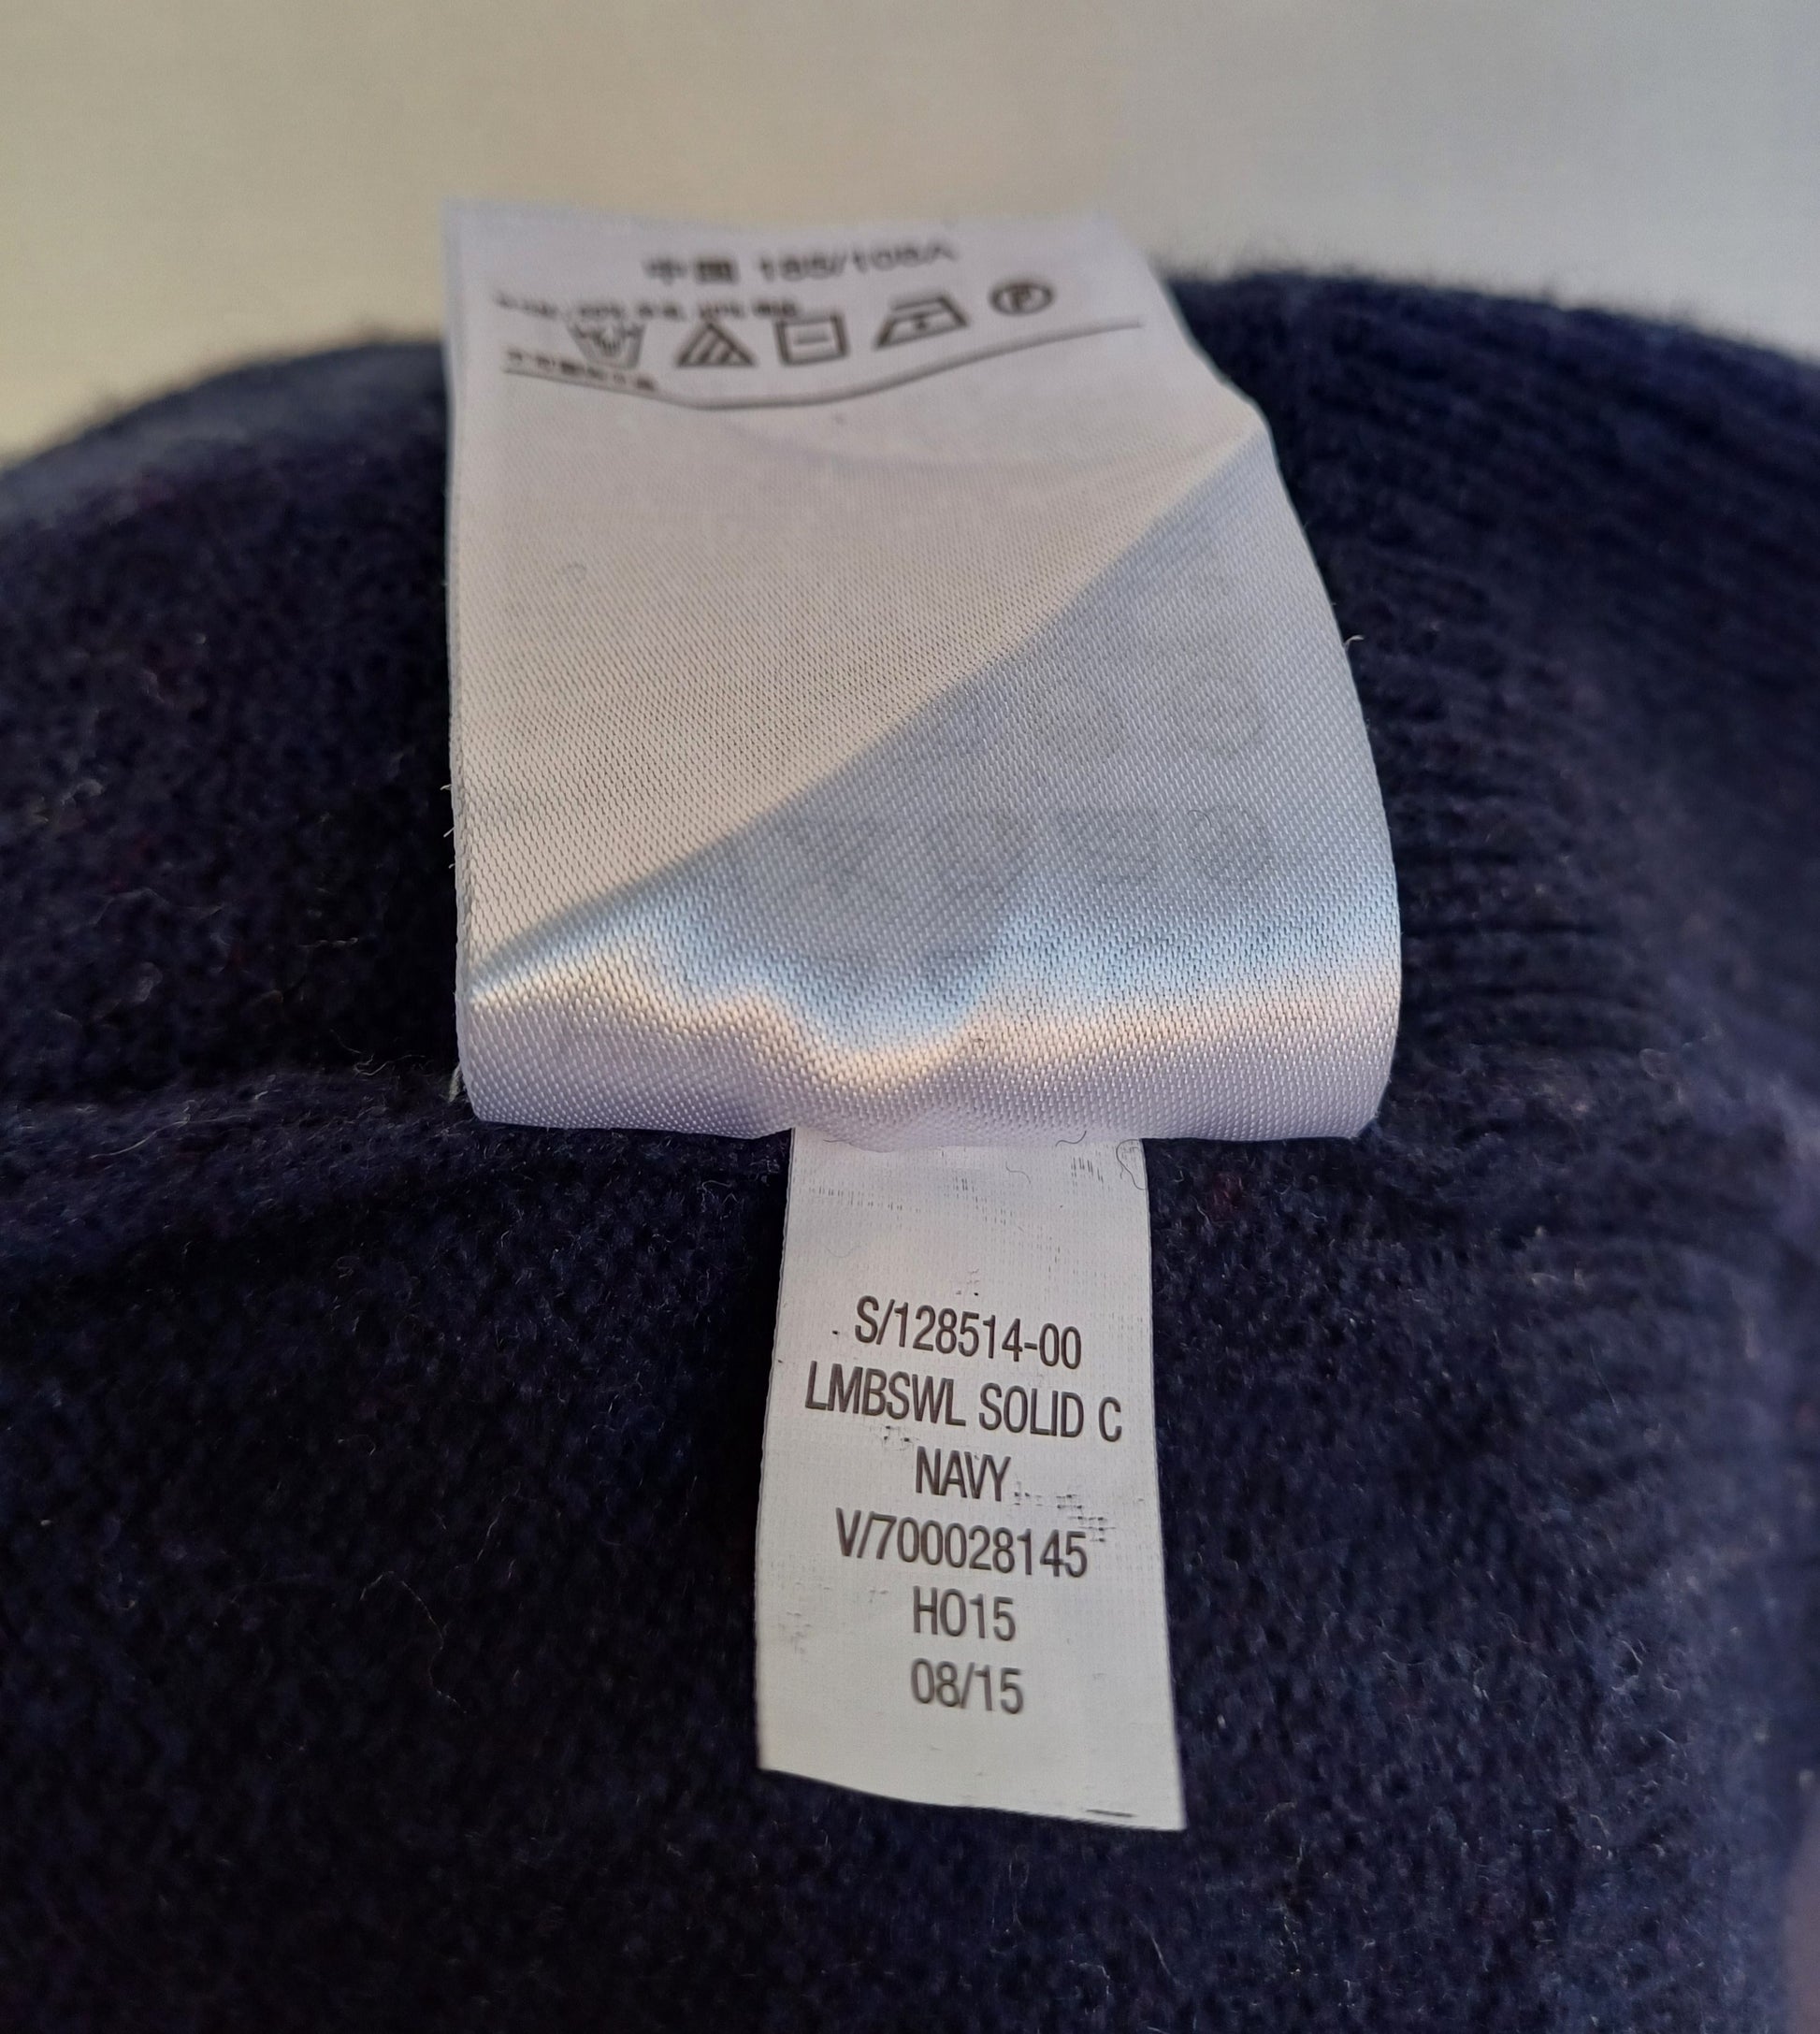 中国 185/108A
S/128514-00
LMBSWL SOLID C
NAVY
V/700028145
HO15
08/15